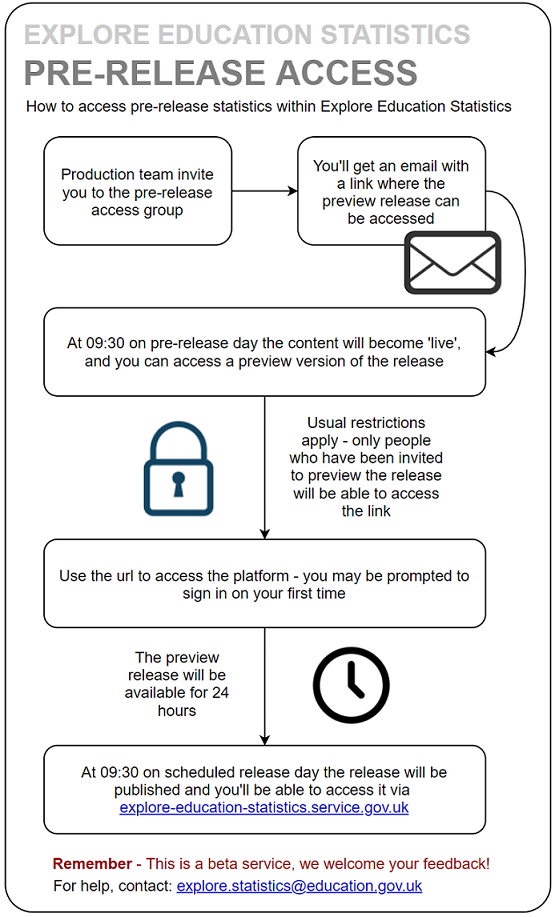 EXPLORE EDUCATION STATISTICS
PRE-RELEASE ACCESS
How to access pre-release statistics within Explore Education Statistics
Production team invite
you to the pre-release
access group
You'll get an email with
a link where the
preview release can
be accessed
At 09:30 on pre-release day the content will become 'live',
and you can access a preview version of the release
Usual restrictions
apply - only people
who have been invited
to preview the release
will be able to access
the link
Use the url to access the platform - you may be prompted to
sign in on your first time
The preview
release will be
available for 24
hours
At 09:30 on scheduled release day the release will be
published and you'll be able to access it via
explore-education-statistics.service.gov.uk
Remember - This is a beta service, we welcome your feedback!
For help, contact: explore.statistics@education.gov.uk